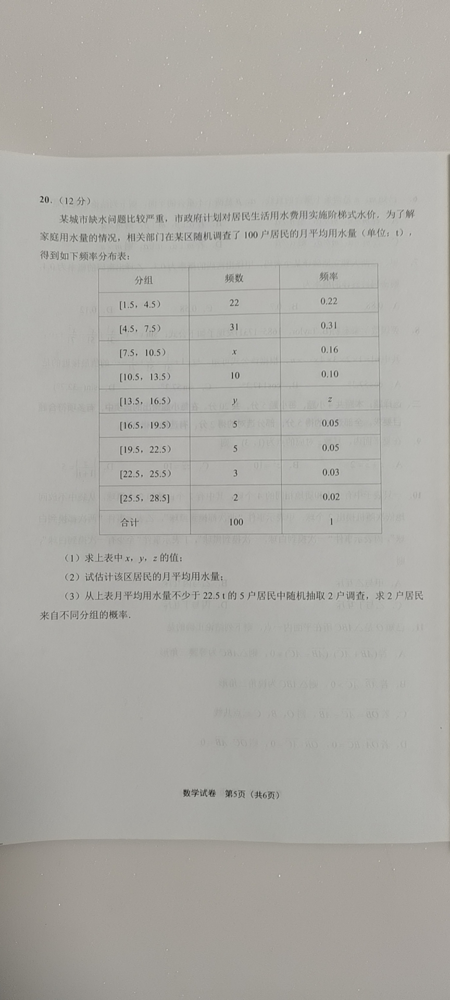 20.（12 分）
某城市缺水问题比较严重，市政府计划对居民生活用水费用实施阶梯式水价．为了解
家庭用水量的情况，相关部门在某区随机调查了 100 户居民的月平均用水量（单位：t），
得到如下频率分布表：
分组 频数 频率
[1.5，4.5） 22 0.22
[4.5，7.5） 31 0.31
[7.5，10.5） x 0.16
[10.5，13.5） 10 0.10
[13.5，16.5） y z
[16.5，19.5） 5 0.05
[19.5，22.5） 5 0.05
[22.5，25.5） 3 0.03
[25.5，28.5] 2 0.02
合计 100 1
（1）求上表中 x，y，z 的值；
（2）试估计该区居民的月平均用水量；
（3）从上表月平均用水量不少于 22.5 t 的 5 户居民中随机抽取 2 户调查，求 2 户居民
来自不同分组的概率．
数学试卷 第5页（共6页）